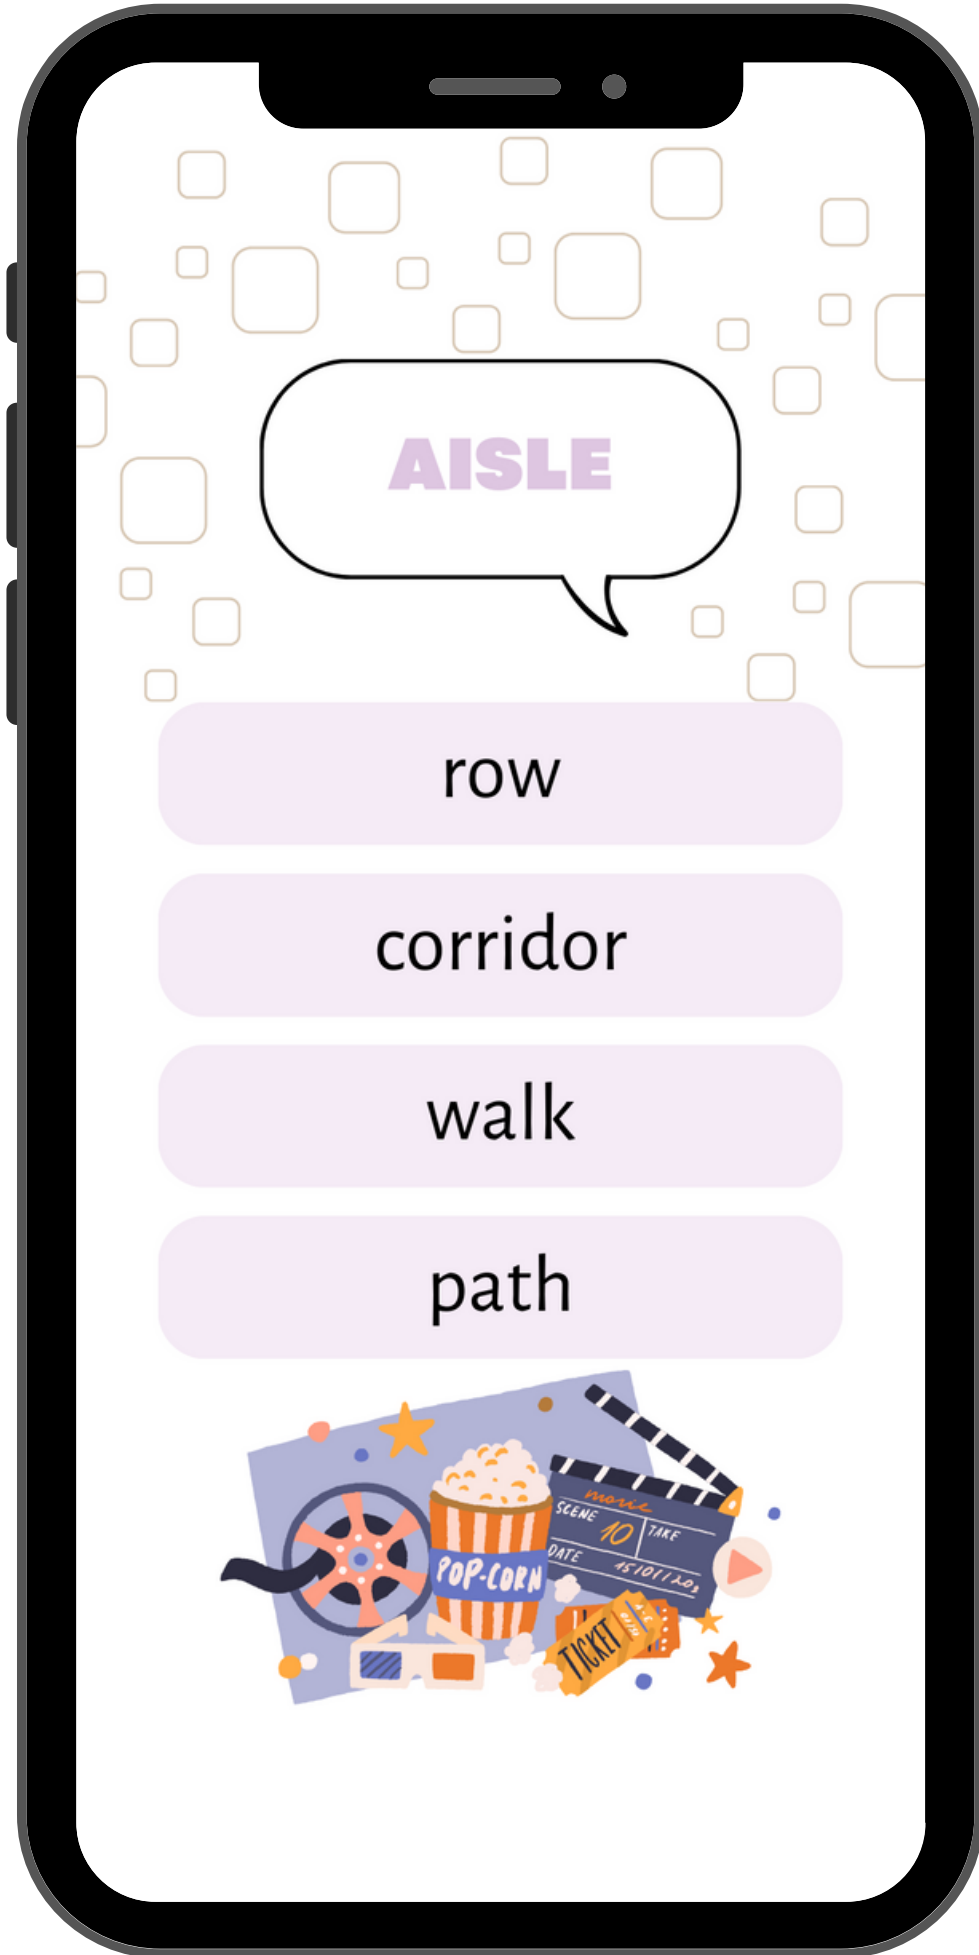 AISLE
row
corridor
walk
path
movie
SCENE
10
TAKE
DATE
POP-CORN
TICKET